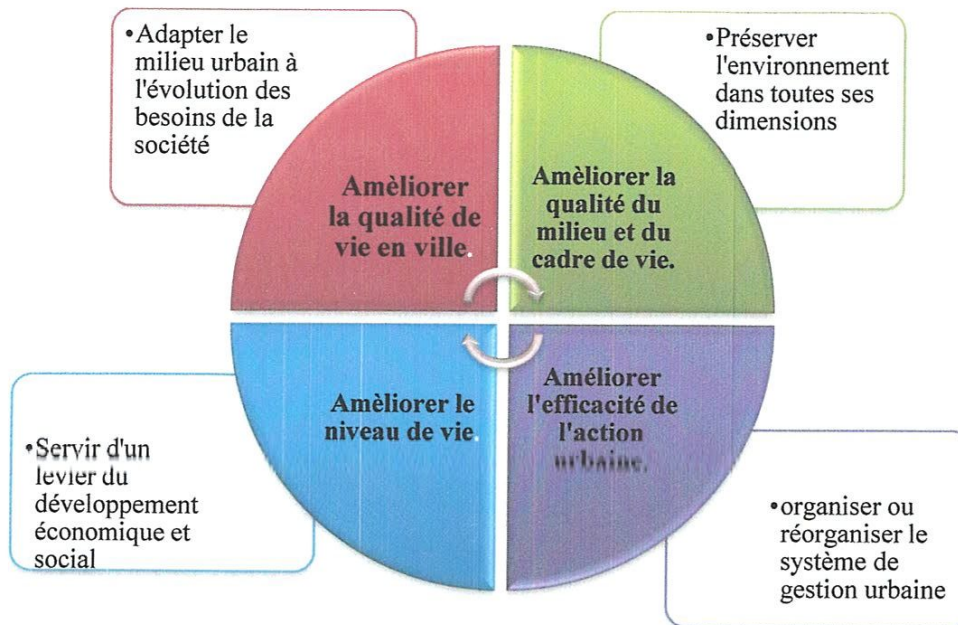 •Adapter le
milieu urbain à
l'évolution des
besoins de la
société
•Préserver
l'environnement
dans toutes ses
dimensions
Amèliorer
la qualité de
vie en ville.
Amèliorer la
qualité du
milieu et du
cadre de vie.
Amèliorer le
niveau de vie.
Améliorer
l'efficacité de
l'action
urbaine.
•Servir d'un
levier du
développement
économique et
social
•organiser ou
réorganiser le
système de
gestion urbaine